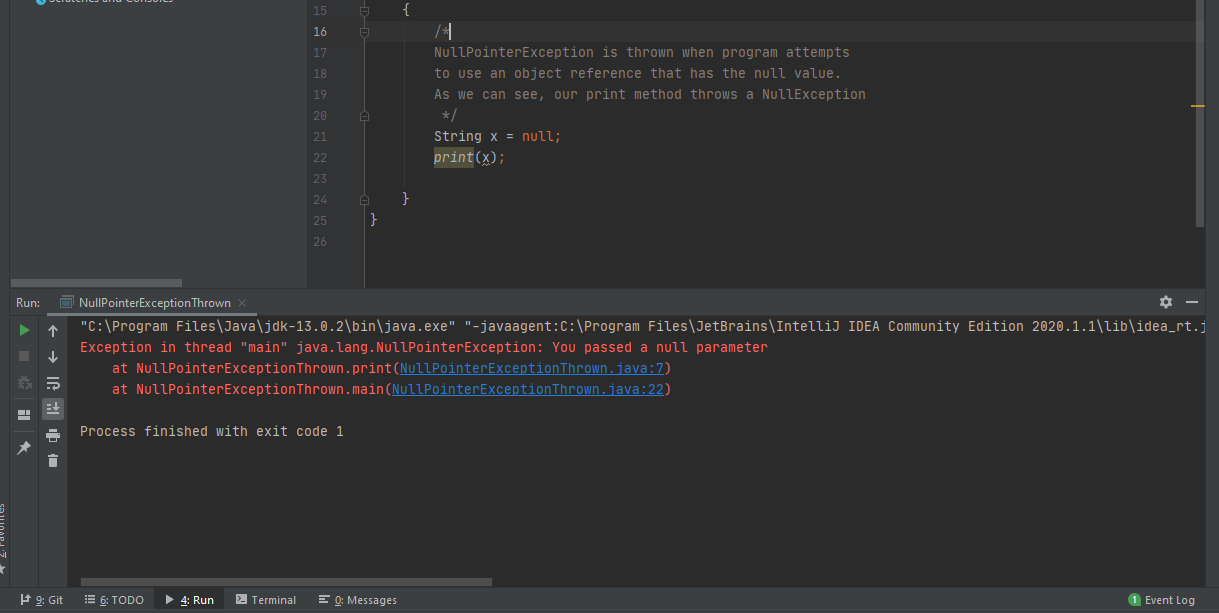 Scratches and Consoles
15 {
16 /*
17 NullPointerException is thrown when program attempts
18 to use an object reference that has the null value.
19 As we can see, our print method throws a NullException
20 */
21 String x = null;
22 print(x);
23
24 }
25 }
26
Run: NullPointerExceptionThrown
"C:\Program Files\Java\jdk-13.0.2\bin\java.exe" "-javaagent:C:\Program Files\JetBrains\IntelliJ IDEA Community Edition 2020.1.1\lib\idea_rt.j
Exception in thread "main" java.lang.NullPointerException: You passed a null parameter
at NullPointerExceptionThrown.print(NullPointerExceptionThrown.java:7)
at NullPointerExceptionThrown.main(NullPointerExceptionThrown.java:22)
Process finished with exit code 1
2: Favorites
9: Git 6: TODO 4: Run Terminal 0: Messages 1 Event Log